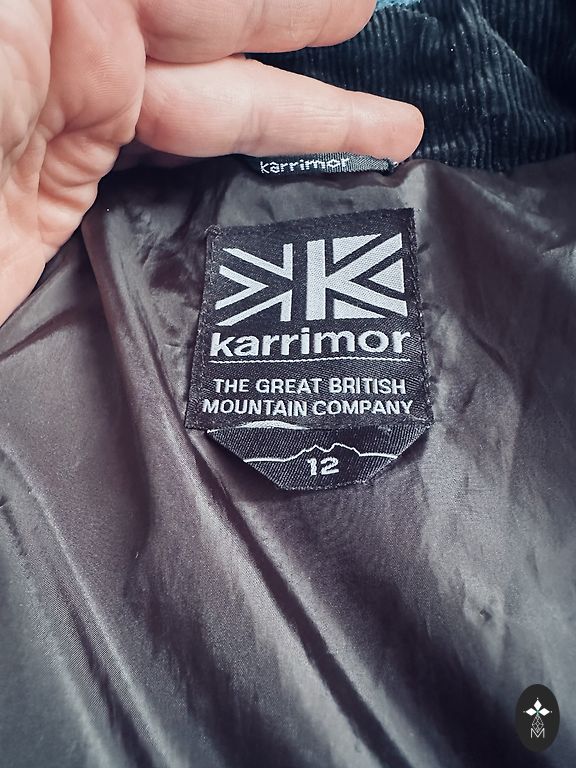 karrimor
karrimor
THE GREAT BRITISH
MOUNTAIN COMPANY
12
M